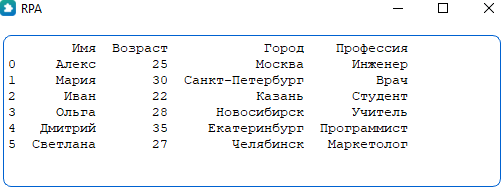 RPA
Имя Возраст Город Профессия
0 Алекс 25 Москва Инженер
1 Мария 30 Санкт-Петербург Врач
2 Иван 22 Казань Студент
3 Ольга 28 Новосибирск Учитель
4 Дмитрий 35 Екатеринбург Программист
5 Светлана 27 Челябинск Маркетолог